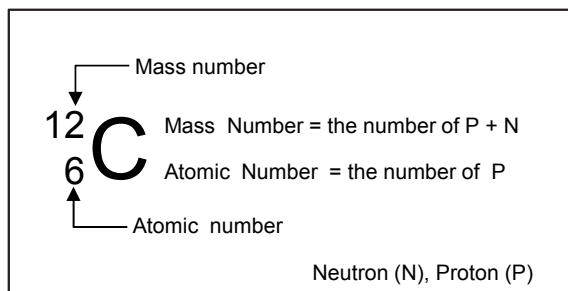 Mass number
12
6
C
Mass Number = the number of P + N
Atomic Number = the number of P
Atomic number
Neutron (N), Proton (P)